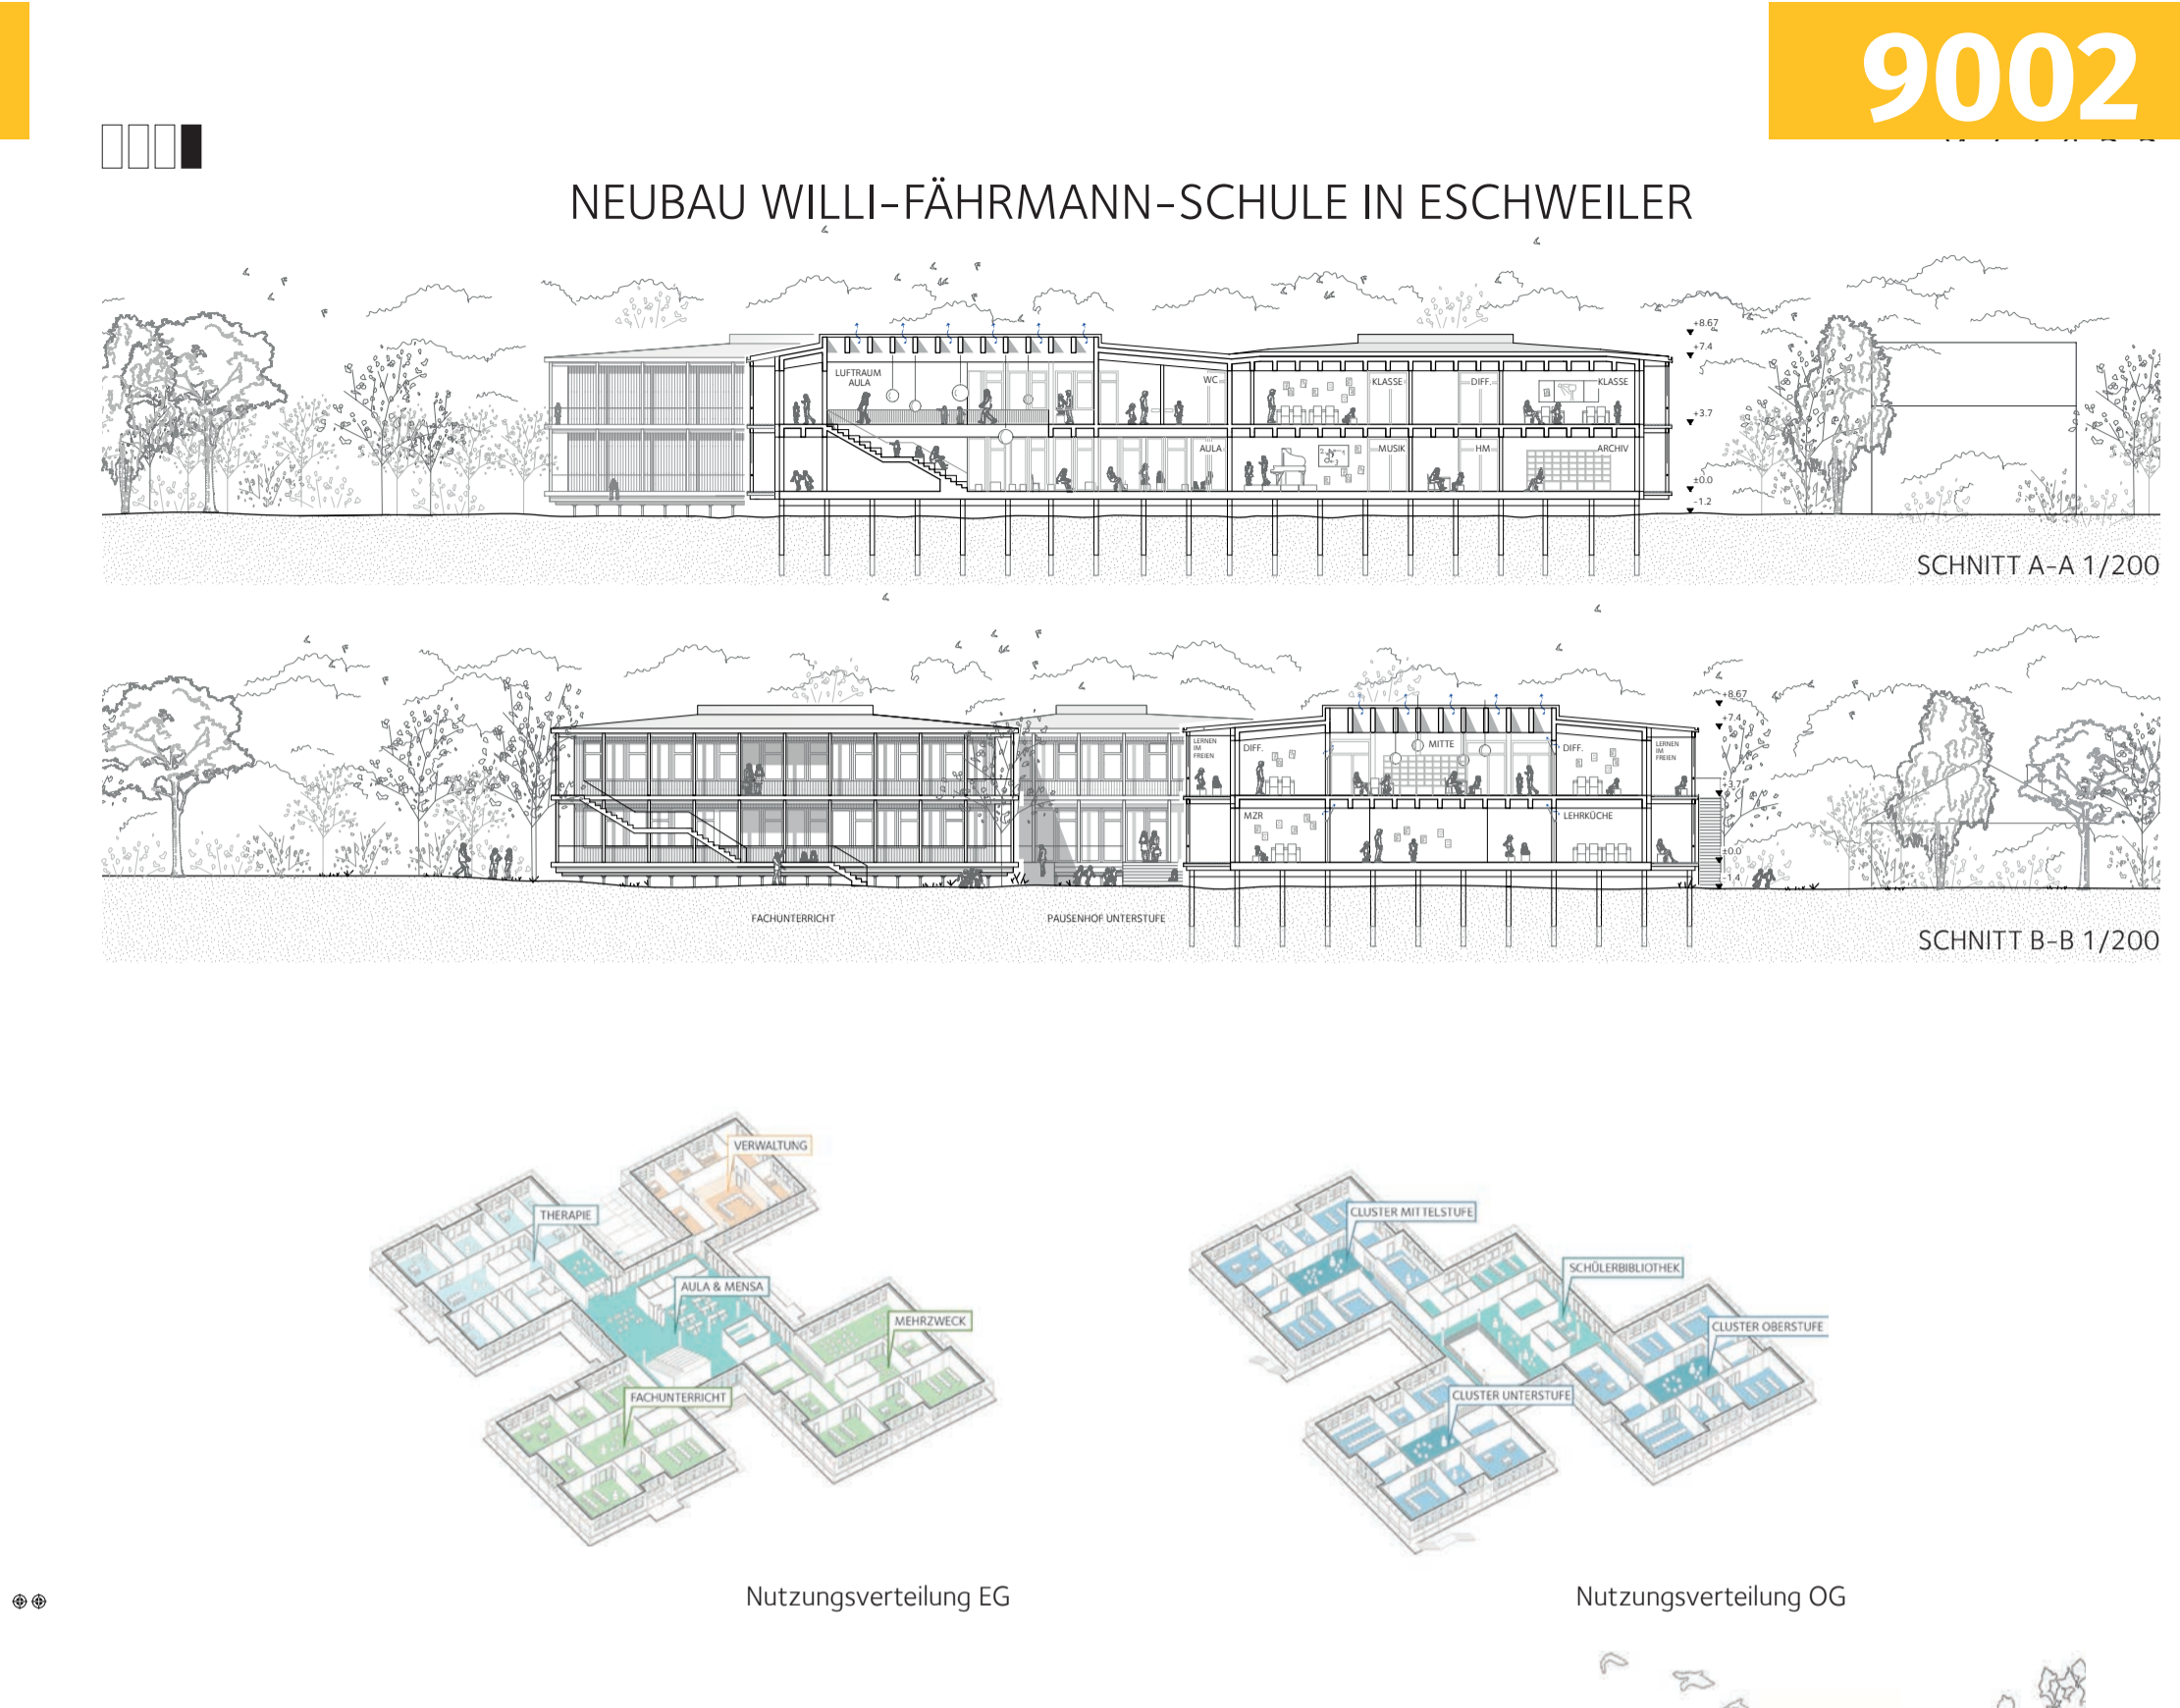 9002
NEUBAU WILLI-FÄHRMANN-SCHULE IN ESCHWEILER
+8.67
+7.4
LUFTRAUM
AULA
WC
KLASSE
DIFF.
KLASSE
+3.7
AULA
MUSIK
HM
ARCHIV
±0.0
-1.2
SCHNITT A-A 1/200
+8.67
+7.4
LERNEN
IM
FREIEN
DIFF.
MITTE
DIFF.
LERNEN
IM
FREIEN
+3.7
MZR
LEHRKÜCHE
±0.0
-1.4
FACHUNTERRICHT
PAUSENHOF UNTERSTUFE
SCHNITT B-B 1/200
VERWALTUNG
THERAPIE
AULA & MENSA
MEHRZWECK
FACHUNTERRICHT
CLUSTER MITTELSTUFE
SCHÜLERBIBLIOTHEK
CLUSTER OBERSTUFE
CLUSTER UNTERSTUFE
Nutzungsverteilung EG
Nutzungsverteilung OG